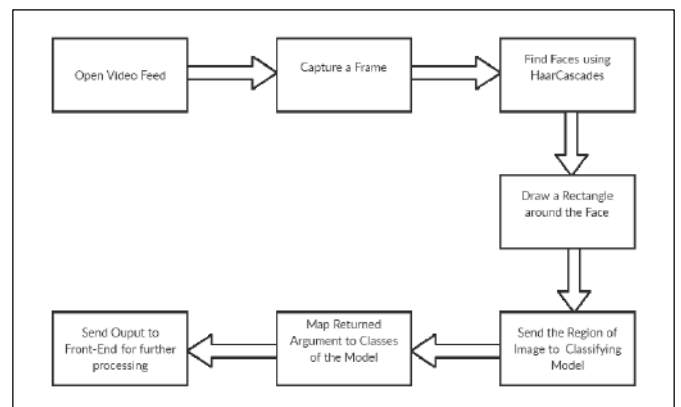 Open Video Feed
Capture a Frame
Find Faces using
HaarCascades
Draw a Rectangle
around the Face
Send the Region of
Image to Classifying
Model
Map Returned
Argument to Classes
of the Model
Send Ouput to
Front-End for further
processing